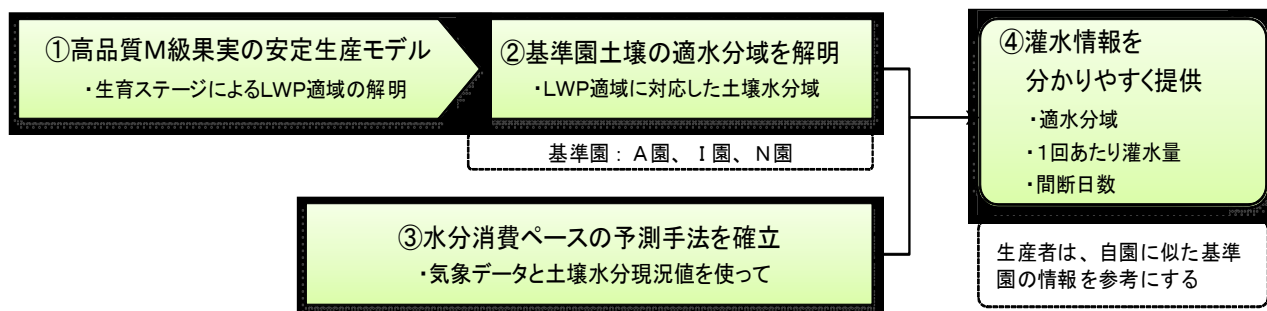 ①高品質M級果実の安定生産モデル
・生育ステージによるLWP適域の解明
②基準園土壌の適水分域を解明
・LWP適域に対応した土壌水分域
基準園：A園、I園、N園
③水分消費ペースの予測手法を確立
・気象データと土壌水分現況値を使って
④灌水情報を
分かりやすく提供
・適水分域
・1回あたり灌水量
・間断日数
生産者は、自園に似た基準
園の情報を参考にする